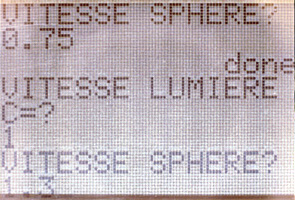 VITESSE SPHERE?
0.75
done
VITESSE LUMIERE
C=?
1
VITESSE SPHERE?
1.3